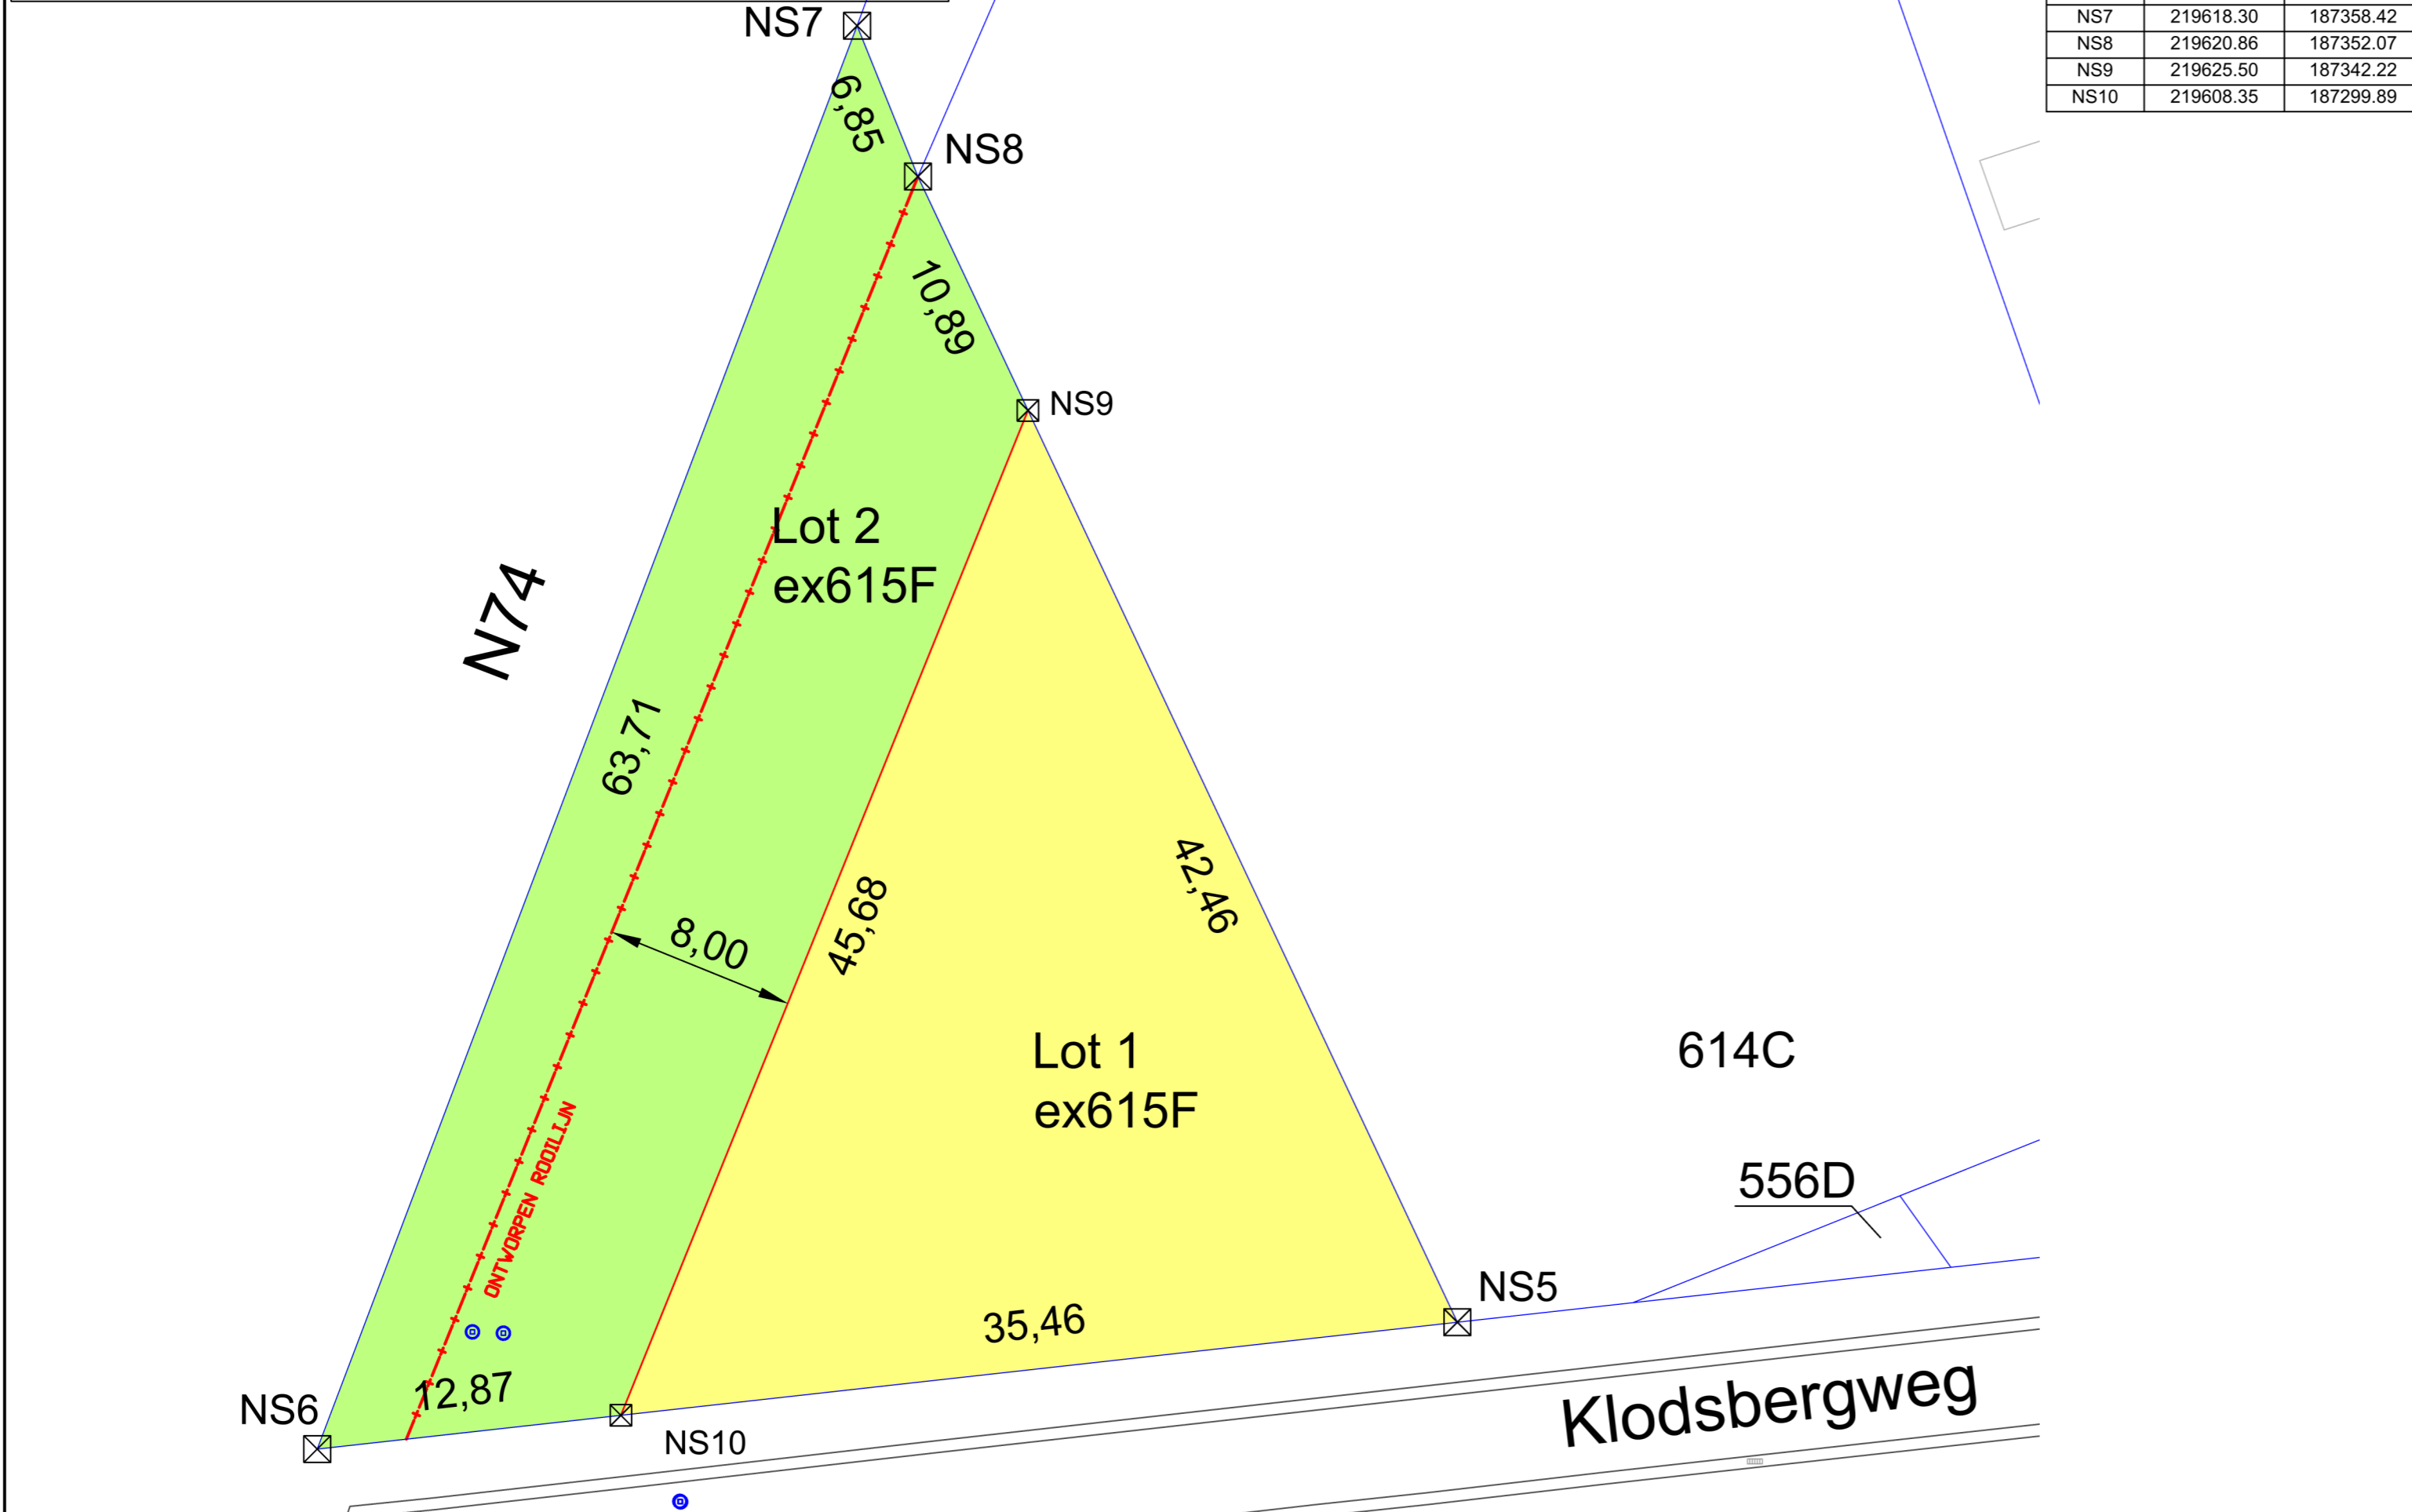 NS7
NS7 219618.30 187358.42
NS8 219620.86 187352.07
NS9 219625.50 187342.22
NS10 219608.35 187299.89
6,85
NS8
10,89
NS9
Lot 2
ex615F
N74
63,71
45,68
42,46
8,00
Lot 1
ex615F
614C
ONTWORPEN ROOILIJN
556D
NS5
35,46
12,87
NS6
NS10
Klodsbergweg